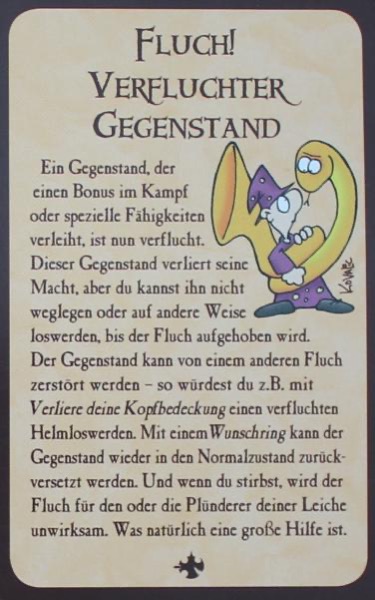 Fluch!
Verfluchter
Gegenstand
Ein Gegenstand, der
einen Bonus im Kampf
oder spezielle Fähigkeiten
verleiht, ist nun verflucht.
Dieser Gegenstand verliert seine
Macht, aber du kannst ihn nicht
weglegen oder auf andere Weise
loswerden, bis der Fluch aufgehoben wird.
Der Gegenstand kann von einem anderen Fluch
zerstört werden – so würdest du z.B. mit
Verliere deine Kopfbedeckung einen verfluchten
Helmloswerden. Mit einem Wunschring kann der
Gegenstand wieder in den Normalzustand zurück-
versetzt werden. Und wenn du stirbst, wird der
Fluch für den oder die Plünderer deiner Leiche
unwirksam. Was natürlich eine große Hilfe ist.
Kovalic